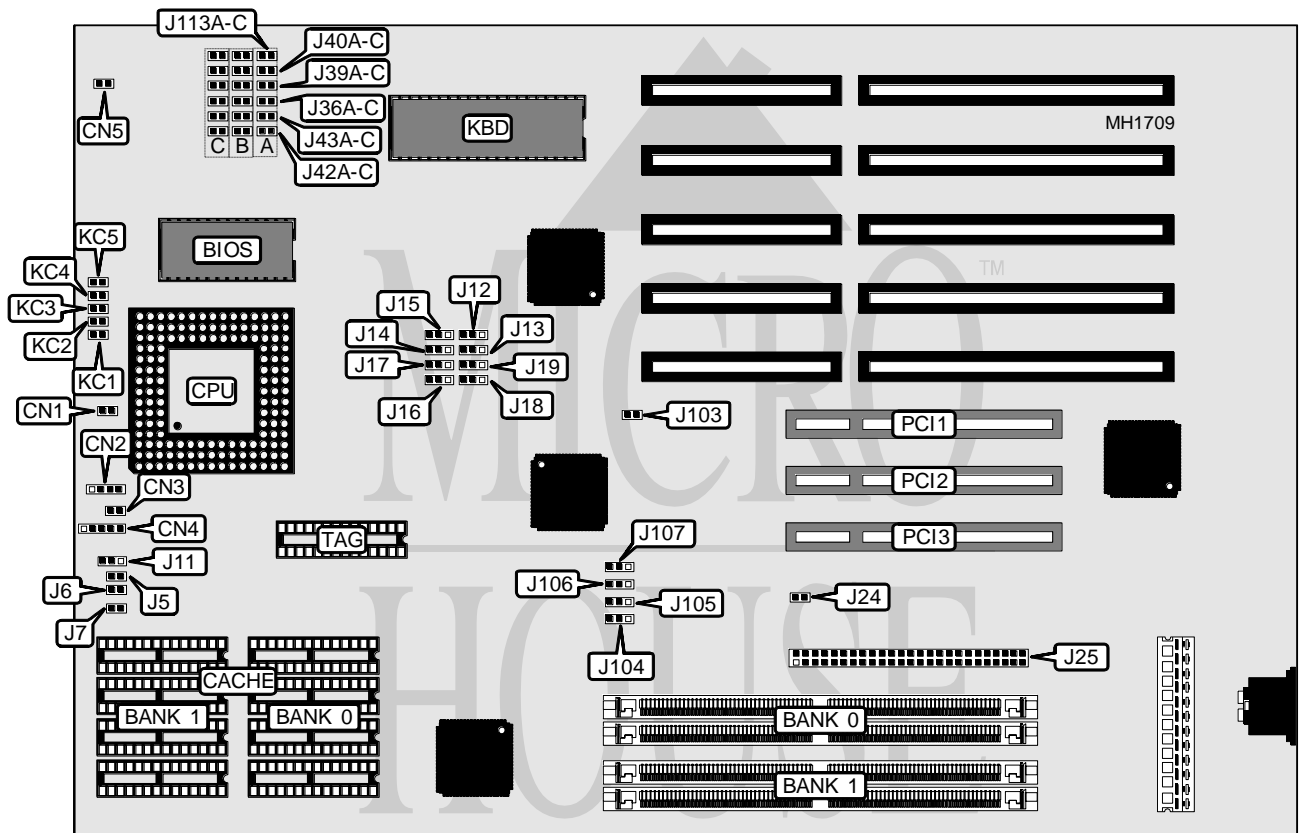 J113A-C
J40A-C
J39A-C
J36A-C
J43A-C
J42A-C
C B A
CN5
KBD
MH1709
BIOS
KC5
KC4
KC3
KC2
KC1
CN1
CN2
CN3
CN4
CPU
J15
J12
J14
J13
J17
J19
J16
J18
J103
PCI1
PCI2
PCI3
TAG
J11
J6
J5
J7
J107
J106
J105
J104
J24
J25
CACHE
BANK 1
BANK 0
BANK 0
BANK 1
MICRO
TM
HOUSE